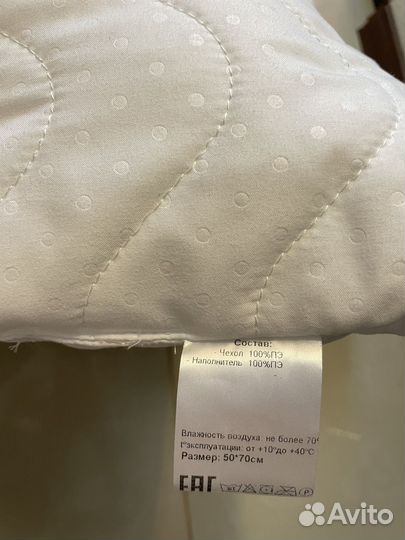 Состав:
- Чехол 100%ПЭ
- Наполнитель 100%ПЭ
Влажность воздуха не более 70%
t°эксплуатации: от +10°до +40°С
Размер: 50*70см
ЕАС
Avito